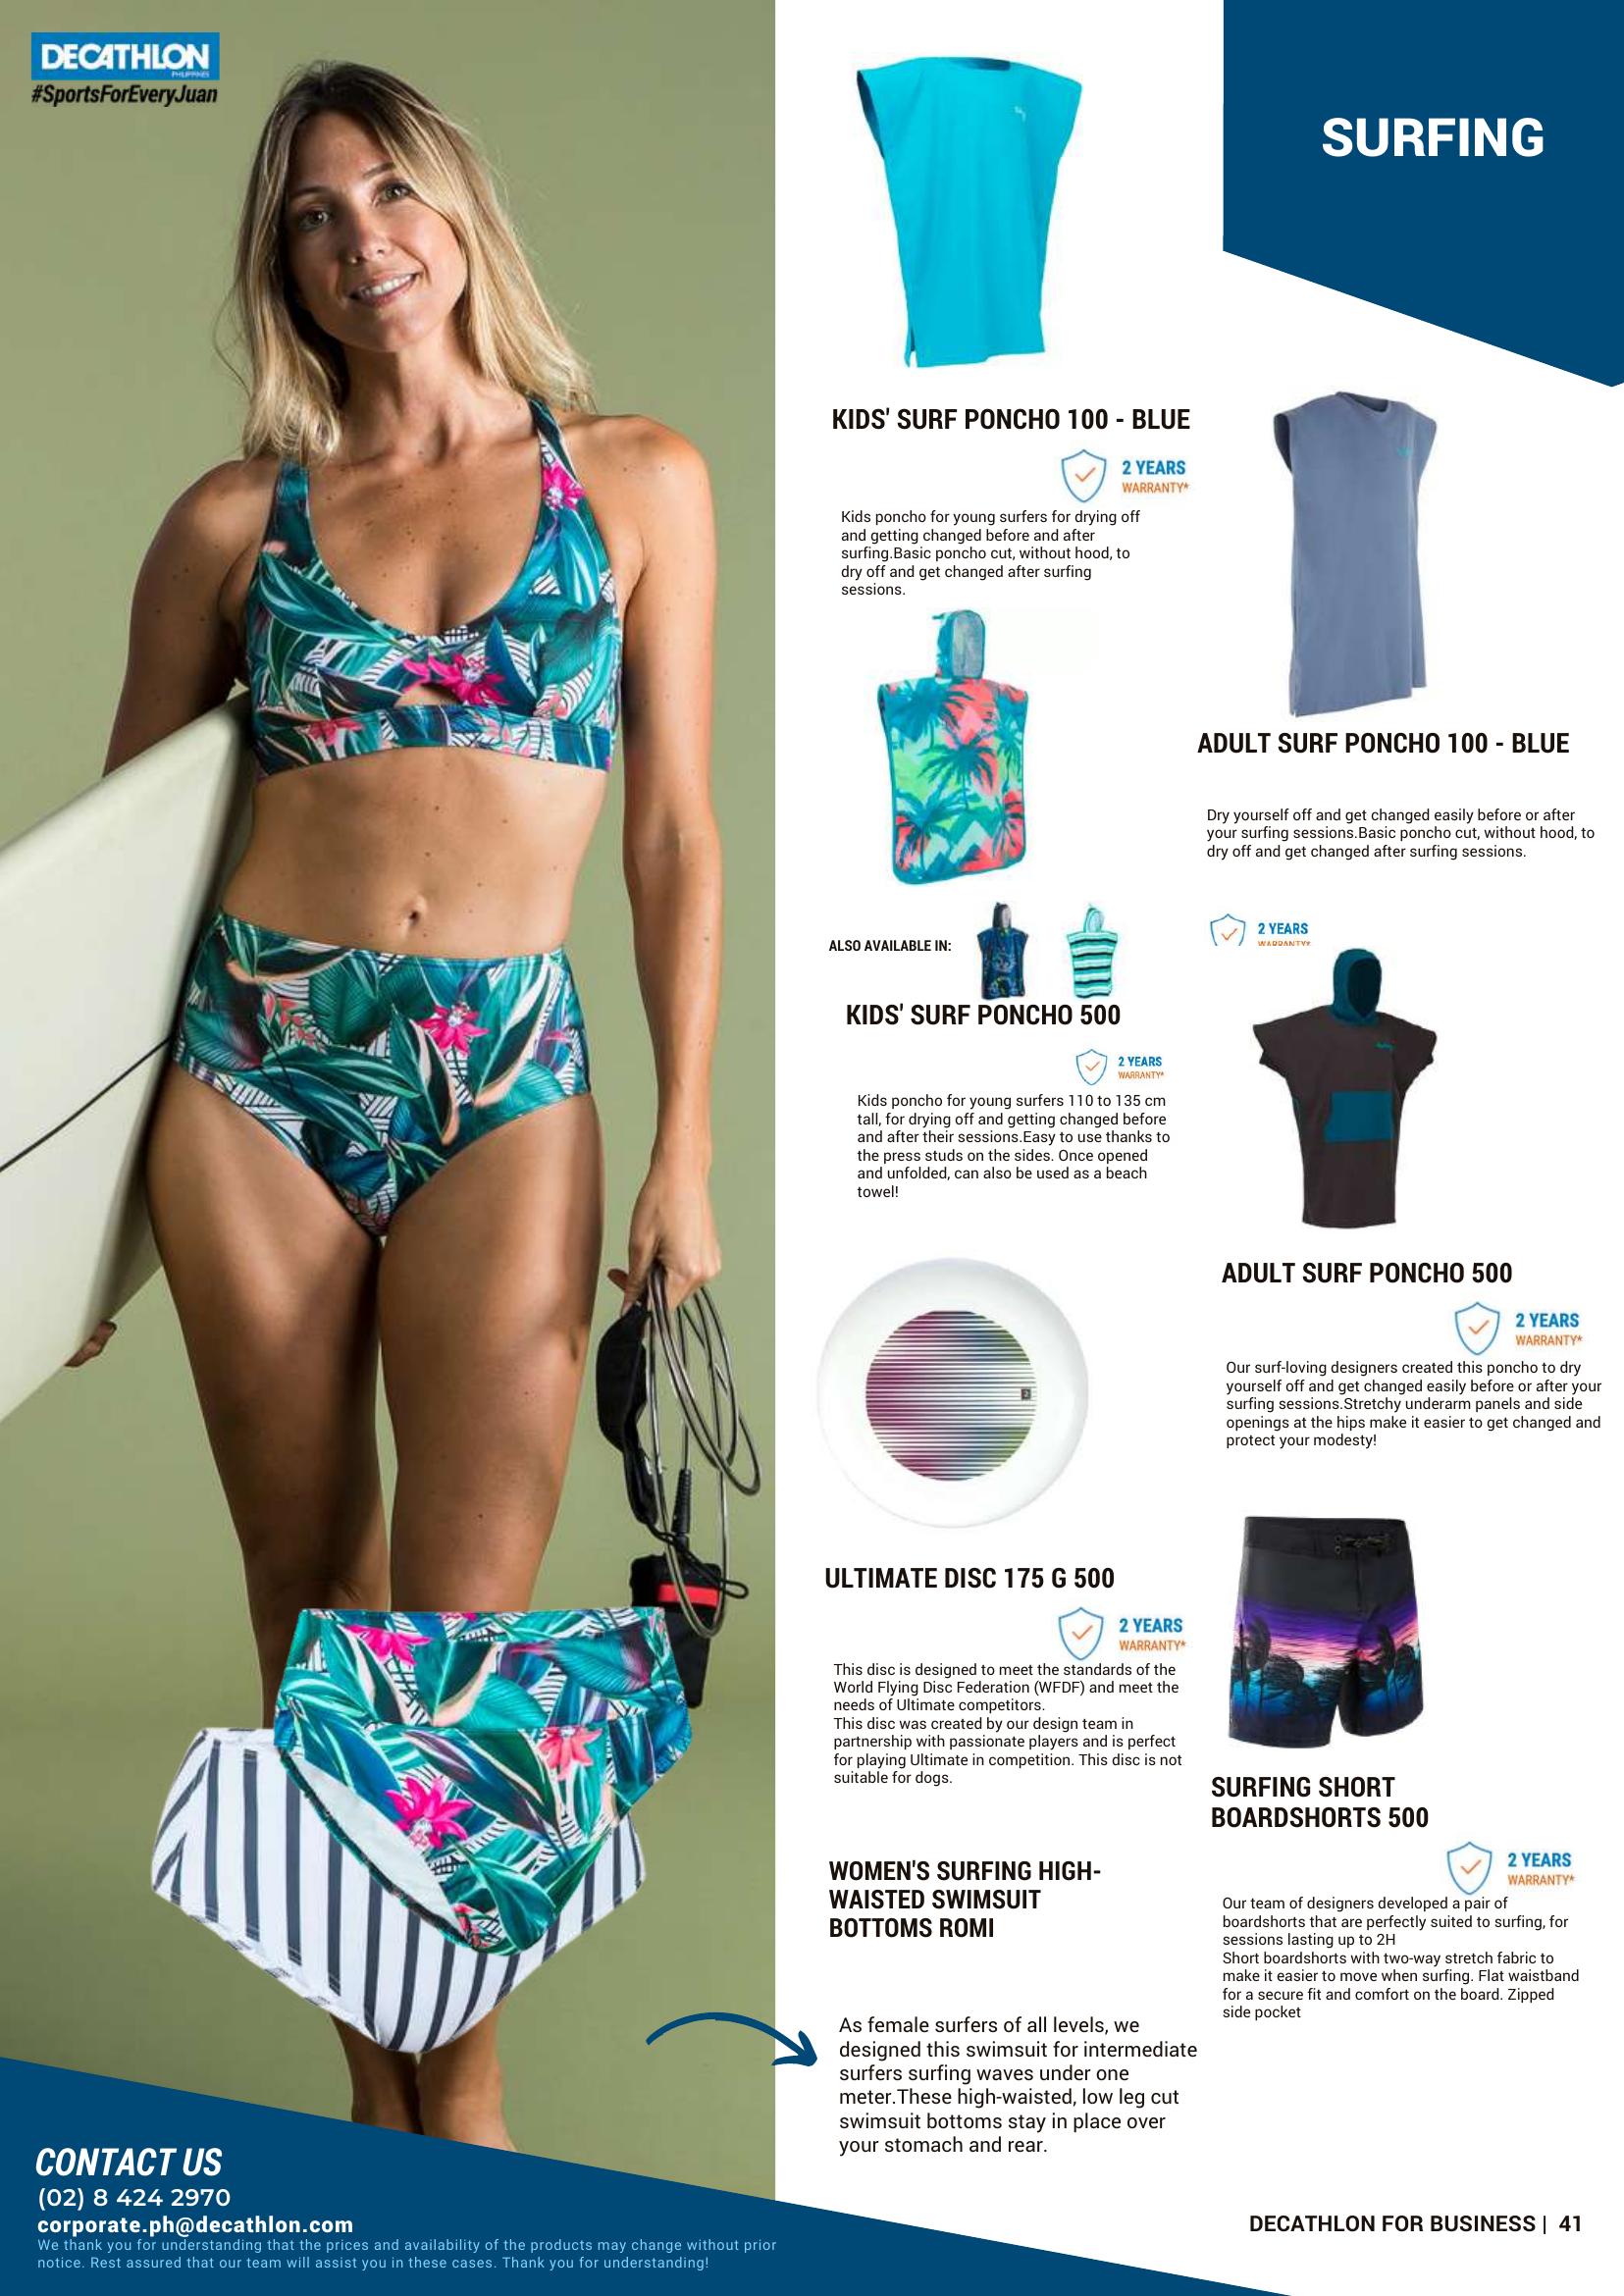 DECATHLON
PHILIPPINES
#SportsForEveryJuan
SURFING
KIDS' SURF PONCHO 100 - BLUE
2 YEARS
WARRANTY*
Kids poncho for young surfers for drying off
and getting changed before and after
surfing.Basic poncho cut, without hood, to
dry off and get changed after surfing
sessions.
ADULT SURF PONCHO 100 - BLUE
Dry yourself off and get changed easily before or after
your surfing sessions.Basic poncho cut, without hood, to
dry off and get changed after surfing sessions.
2 YEARS
WARRANTY*
ALSO AVAILABLE IN:
KIDS' SURF PONCHO 500
2 YEARS
WARRANTY*
Kids poncho for young surfers 110 to 135 cm
tall, for drying off and getting changed before
and after their sessions.Easy to use thanks to
the press studs on the sides. Once opened
and unfolded, can also be used as a beach
towel!
ADULT SURF PONCHO 500
2 YEARS
WARRANTY*
Our surf-loving designers created this poncho to dry
yourself off and get changed easily before or after your
surfing sessions.Stretchy underarm panels and side
openings at the hips make it easier to get changed and
protect your modesty!
ULTIMATE DISC 175 G 500
2 YEARS
WARRANTY*
This disc is designed to meet the standards of the
World Flying Disc Federation (WFDF) and meet the
needs of Ultimate competitors.
This disc was created by our design team in
partnership with passionate players and is perfect
for playing Ultimate in competition. This disc is not
suitable for dogs.
SURFING SHORT
BOARDSHORTS 500
2 YEARS
WARRANTY*
Our team of designers developed a pair of
boardshorts that are perfectly suited to surfing, for
sessions lasting up to 2H
Short boardshorts with two-way stretch fabric to
make it easier to move when surfing. Flat waistband
for a secure fit and comfort on the board. Zipped
side pocket
WOMEN'S SURFING HIGH-
WAISTED SWIMSUIT
BOTTOMS ROMI
As female surfers of all levels, we
designed this swimsuit for intermediate
surfers surfing waves under one
meter.These high-waisted, low leg cut
swimsuit bottoms stay in place over
your stomach and rear.
CONTACT US
(02) 8 424 2970
corporate.ph@decathlon.com
We thank you for understanding that the prices and availability of the products may change without prior
notice. Rest assured that our team will assist you in these cases. Thank you for understanding!
DECATHLON FOR BUSINESS | 41